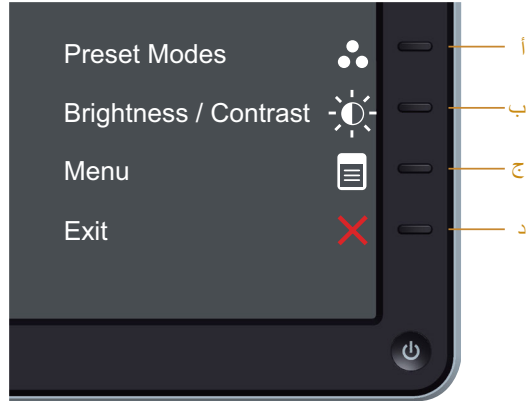 Preset Modes أ
Brightness / Contrast ب
Menu ج
Exit د